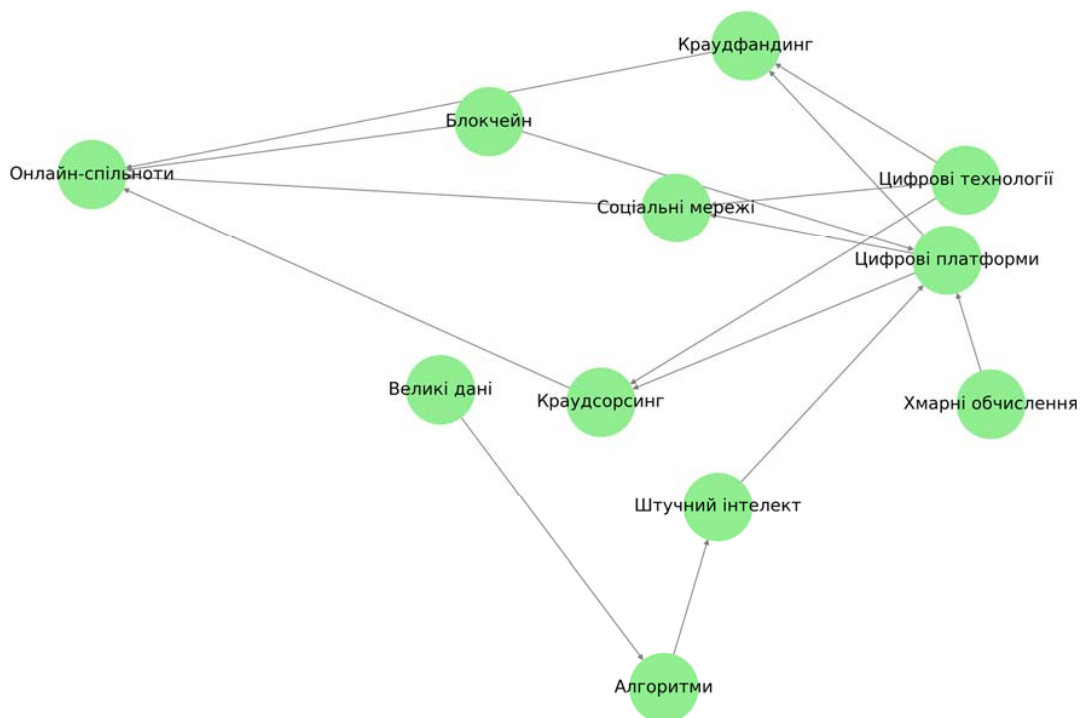 Краудфандинг
Блокчейн
Онлайн-спільноти
Цифрові технології
Соціальні мережі
Цифрові платформи
Великі дані
Краудсорсинг
Хмарні обчислення
Штучний інтелект
Алгоритми